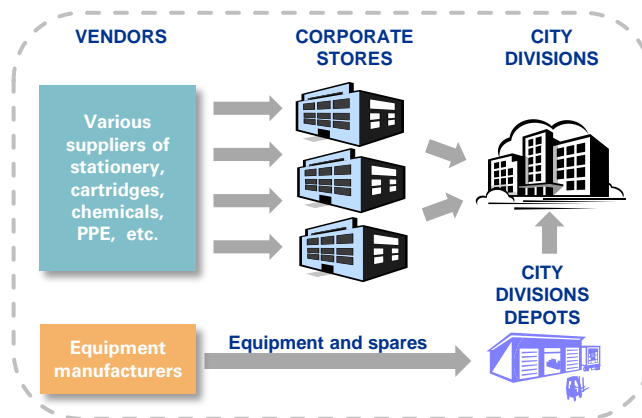 VENDORS
CORPORATE
STORES
CITY
DIVISIONS
Various
suppliers of
stationery,
cartridges,
chemicals,
PPE, etc.
CITY
DIVISIONS
DEPOTS
Equipment
manufacturers
Equipment and spares